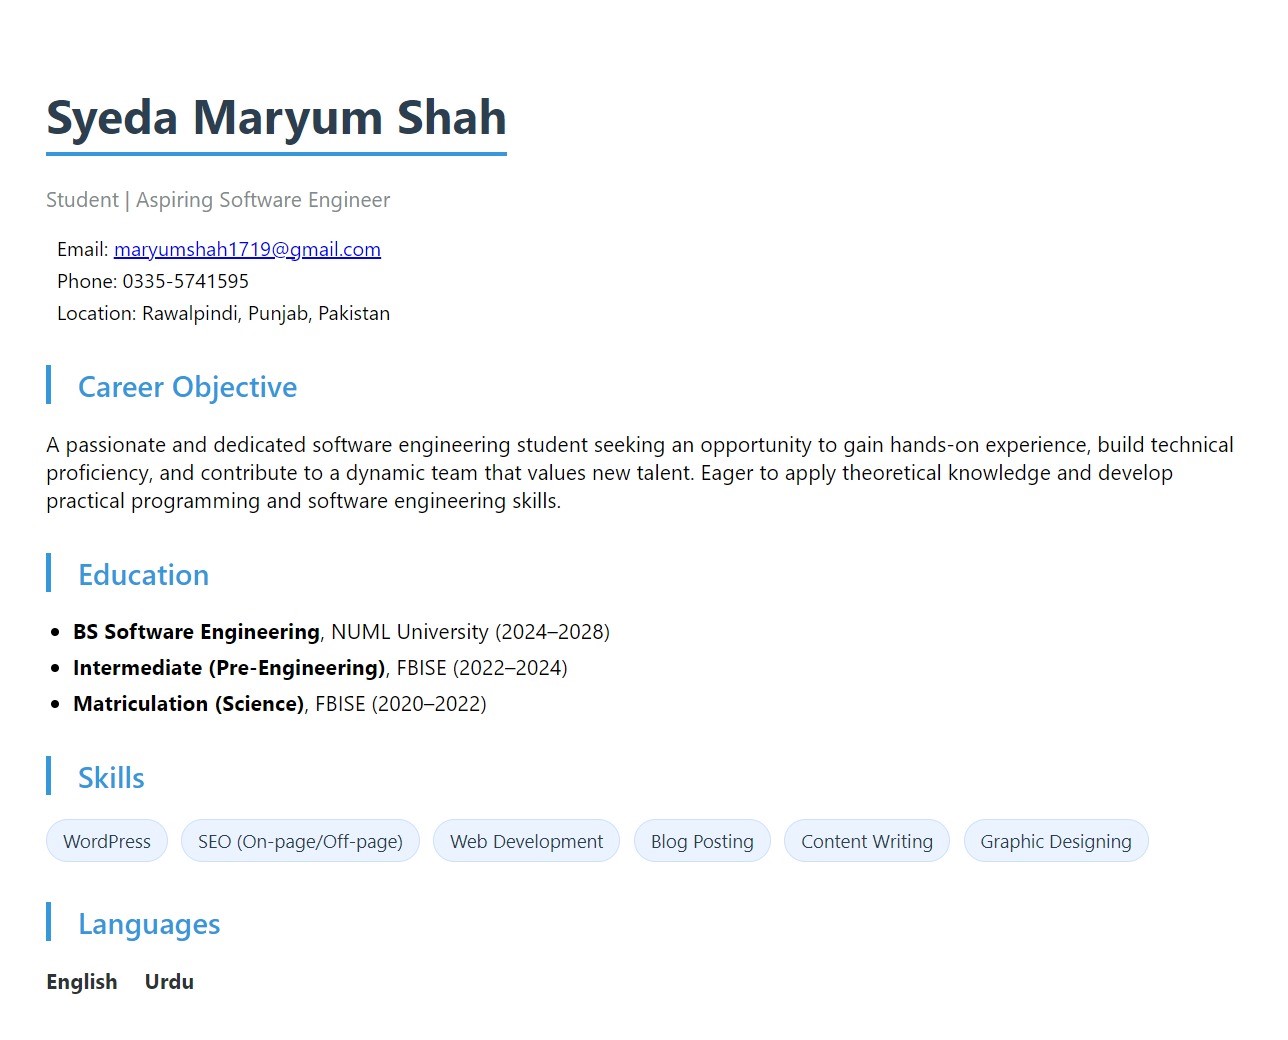 Syeda Maryum Shah
Student | Aspiring Software Engineer
Email: maryumshah1719@gmail.com
Phone: 0335-5741595
Location: Rawalpindi, Punjab, Pakistan
Career Objective
A passionate and dedicated software engineering student seeking an opportunity to gain hands-on experience, build technical
proficiency, and contribute to a dynamic team that values new talent. Eager to apply theoretical knowledge and develop
practical programming and software engineering skills.
Education
• BS Software Engineering, NUML University (2024–2028)
• Intermediate (Pre-Engineering), FBISE (2022–2024)
• Matriculation (Science), FBISE (2020–2022)
Skills
WordPress SEO (On-page/Off-page) Web Development Blog Posting Content Writing Graphic Designing
Languages
English Urdu